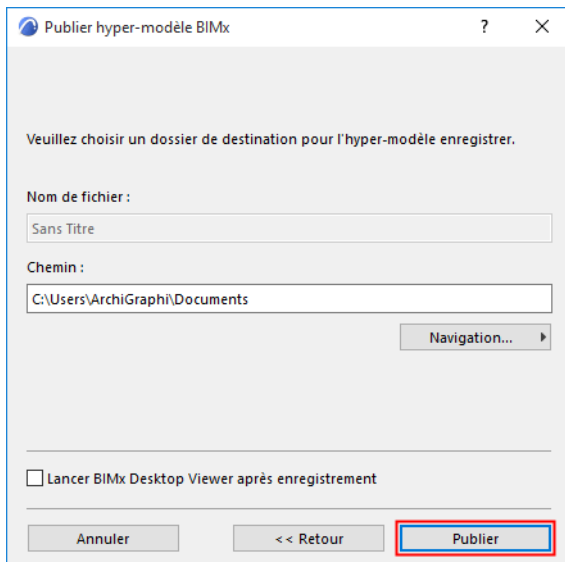 Publier hyper-modèle BIMx
?
Veuillez choisir un dossier de destination pour l'hyper-modèle enregistrer.
Nom de fichier :
Sans Titre
Chemin :
C:\Users\ArchiGraphi\Documents
Navigation...
Lancer BIMx Desktop Viewer après enregistrement
Annuler
<< Retour
Publier